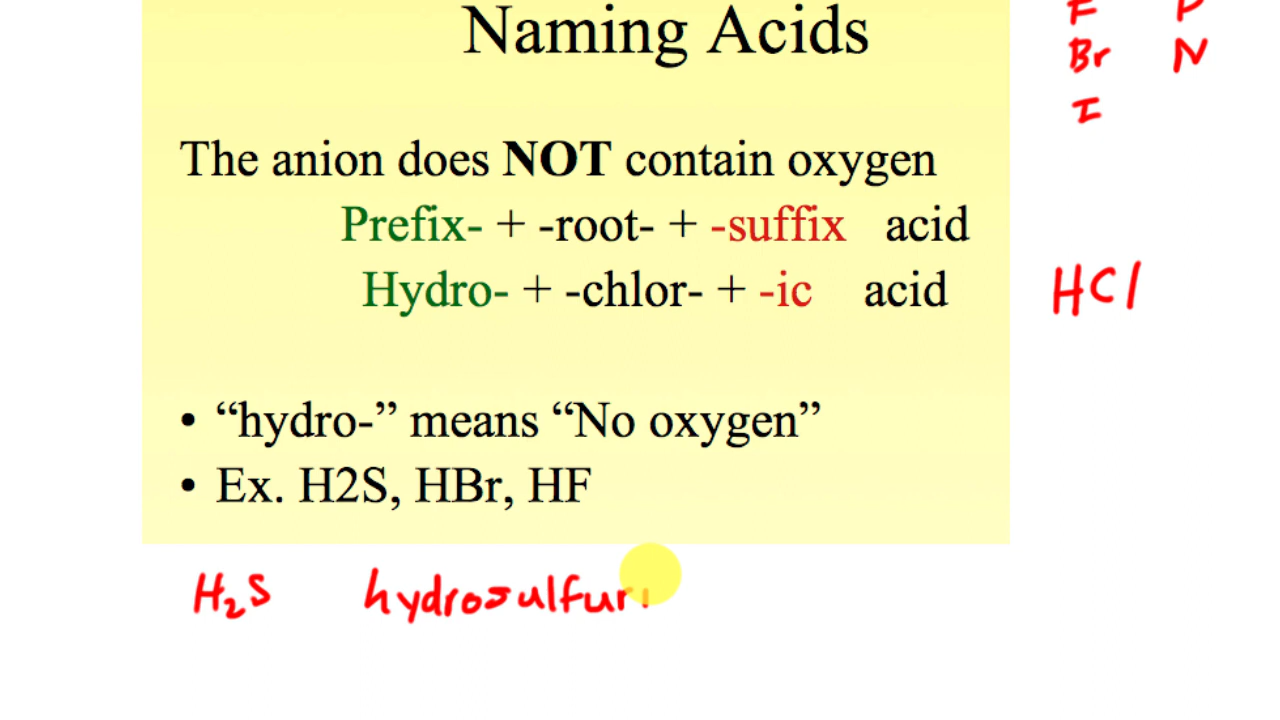 Naming Acids
F P
Br N
I
The anion does NOT contain oxygen
Prefix- + -root- + -suffix acid
Hydro- + -chlor- + -ic acid
HCl
• “hydro-” means “No oxygen”
• Ex. H2S, HBr, HF
H₂S hydrosulfuri